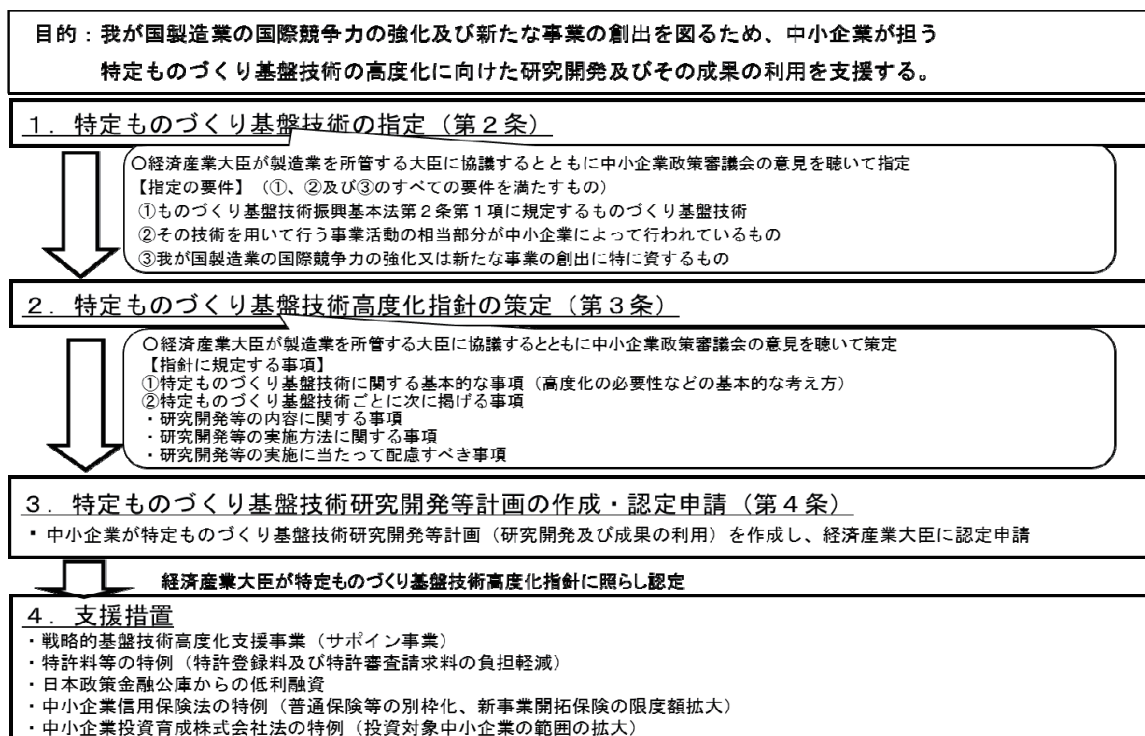 目的：我が国製造業の国際競争力の強化及び新たな事業の創出を図るため、中小企業が担う
特定ものづくり基盤技術の高度化に向けた研究開発及びその成果の利用を支援する。
１．特定ものづくり基盤技術の指定（第２条）
〇経済産業大臣が製造業を所管する大臣に協議するとともに中小企業政策審議会の意見を聴いて指定
【指定の要件】（①、②及び③のすべての要件を満たすもの）
①ものづくり基盤技術振興基本法第２条第１項に規定するものづくり基盤技術
②その技術を用いて行う事業活動の相当部分が中小企業によって行われているもの
③我が国製造業の国際競争力の強化又は新たな事業の創出に特に資するもの
２．特定ものづくり基盤技術高度化指針の策定（第３条）
〇経済産業大臣が製造業を所管する大臣に協議するとともに中小企業政策審議会の意見を聴いて策定
【指針に規定する事項】
①特定ものづくり基盤技術に関する基本的な事項（高度化の必要性などの基本的な考え方）
②特定ものづくり基盤技術ごとに次に掲げる事項
・研究開発等の内容に関する事項
・研究開発等の実施方法に関する事項
・研究開発等の実施に当たって配慮すべき事項
３．特定ものづくり基盤技術研究開発等計画の作成・認定申請（第４条）
・中小企業が特定ものづくり基盤技術研究開発等計画（研究開発及び成果の利用）を作成し、経済産業大臣に認定申請
経済産業大臣が特定ものづくり基盤技術高度化指針に照らし認定
４．支援措置
・戦略的基盤技術高度化支援事業（サポイン事業）
・特許料等の特例（特許登録料及び特許審査請求料の負担軽減）
・日本政策金融公庫からの低利融資
・中小企業信用保険法の特例（普通保険等の別枠化、新事業開拓保険の限度額拡大）
・中小企業投資育成株式会社法の特例（投資対象中小企業の範囲の拡大）